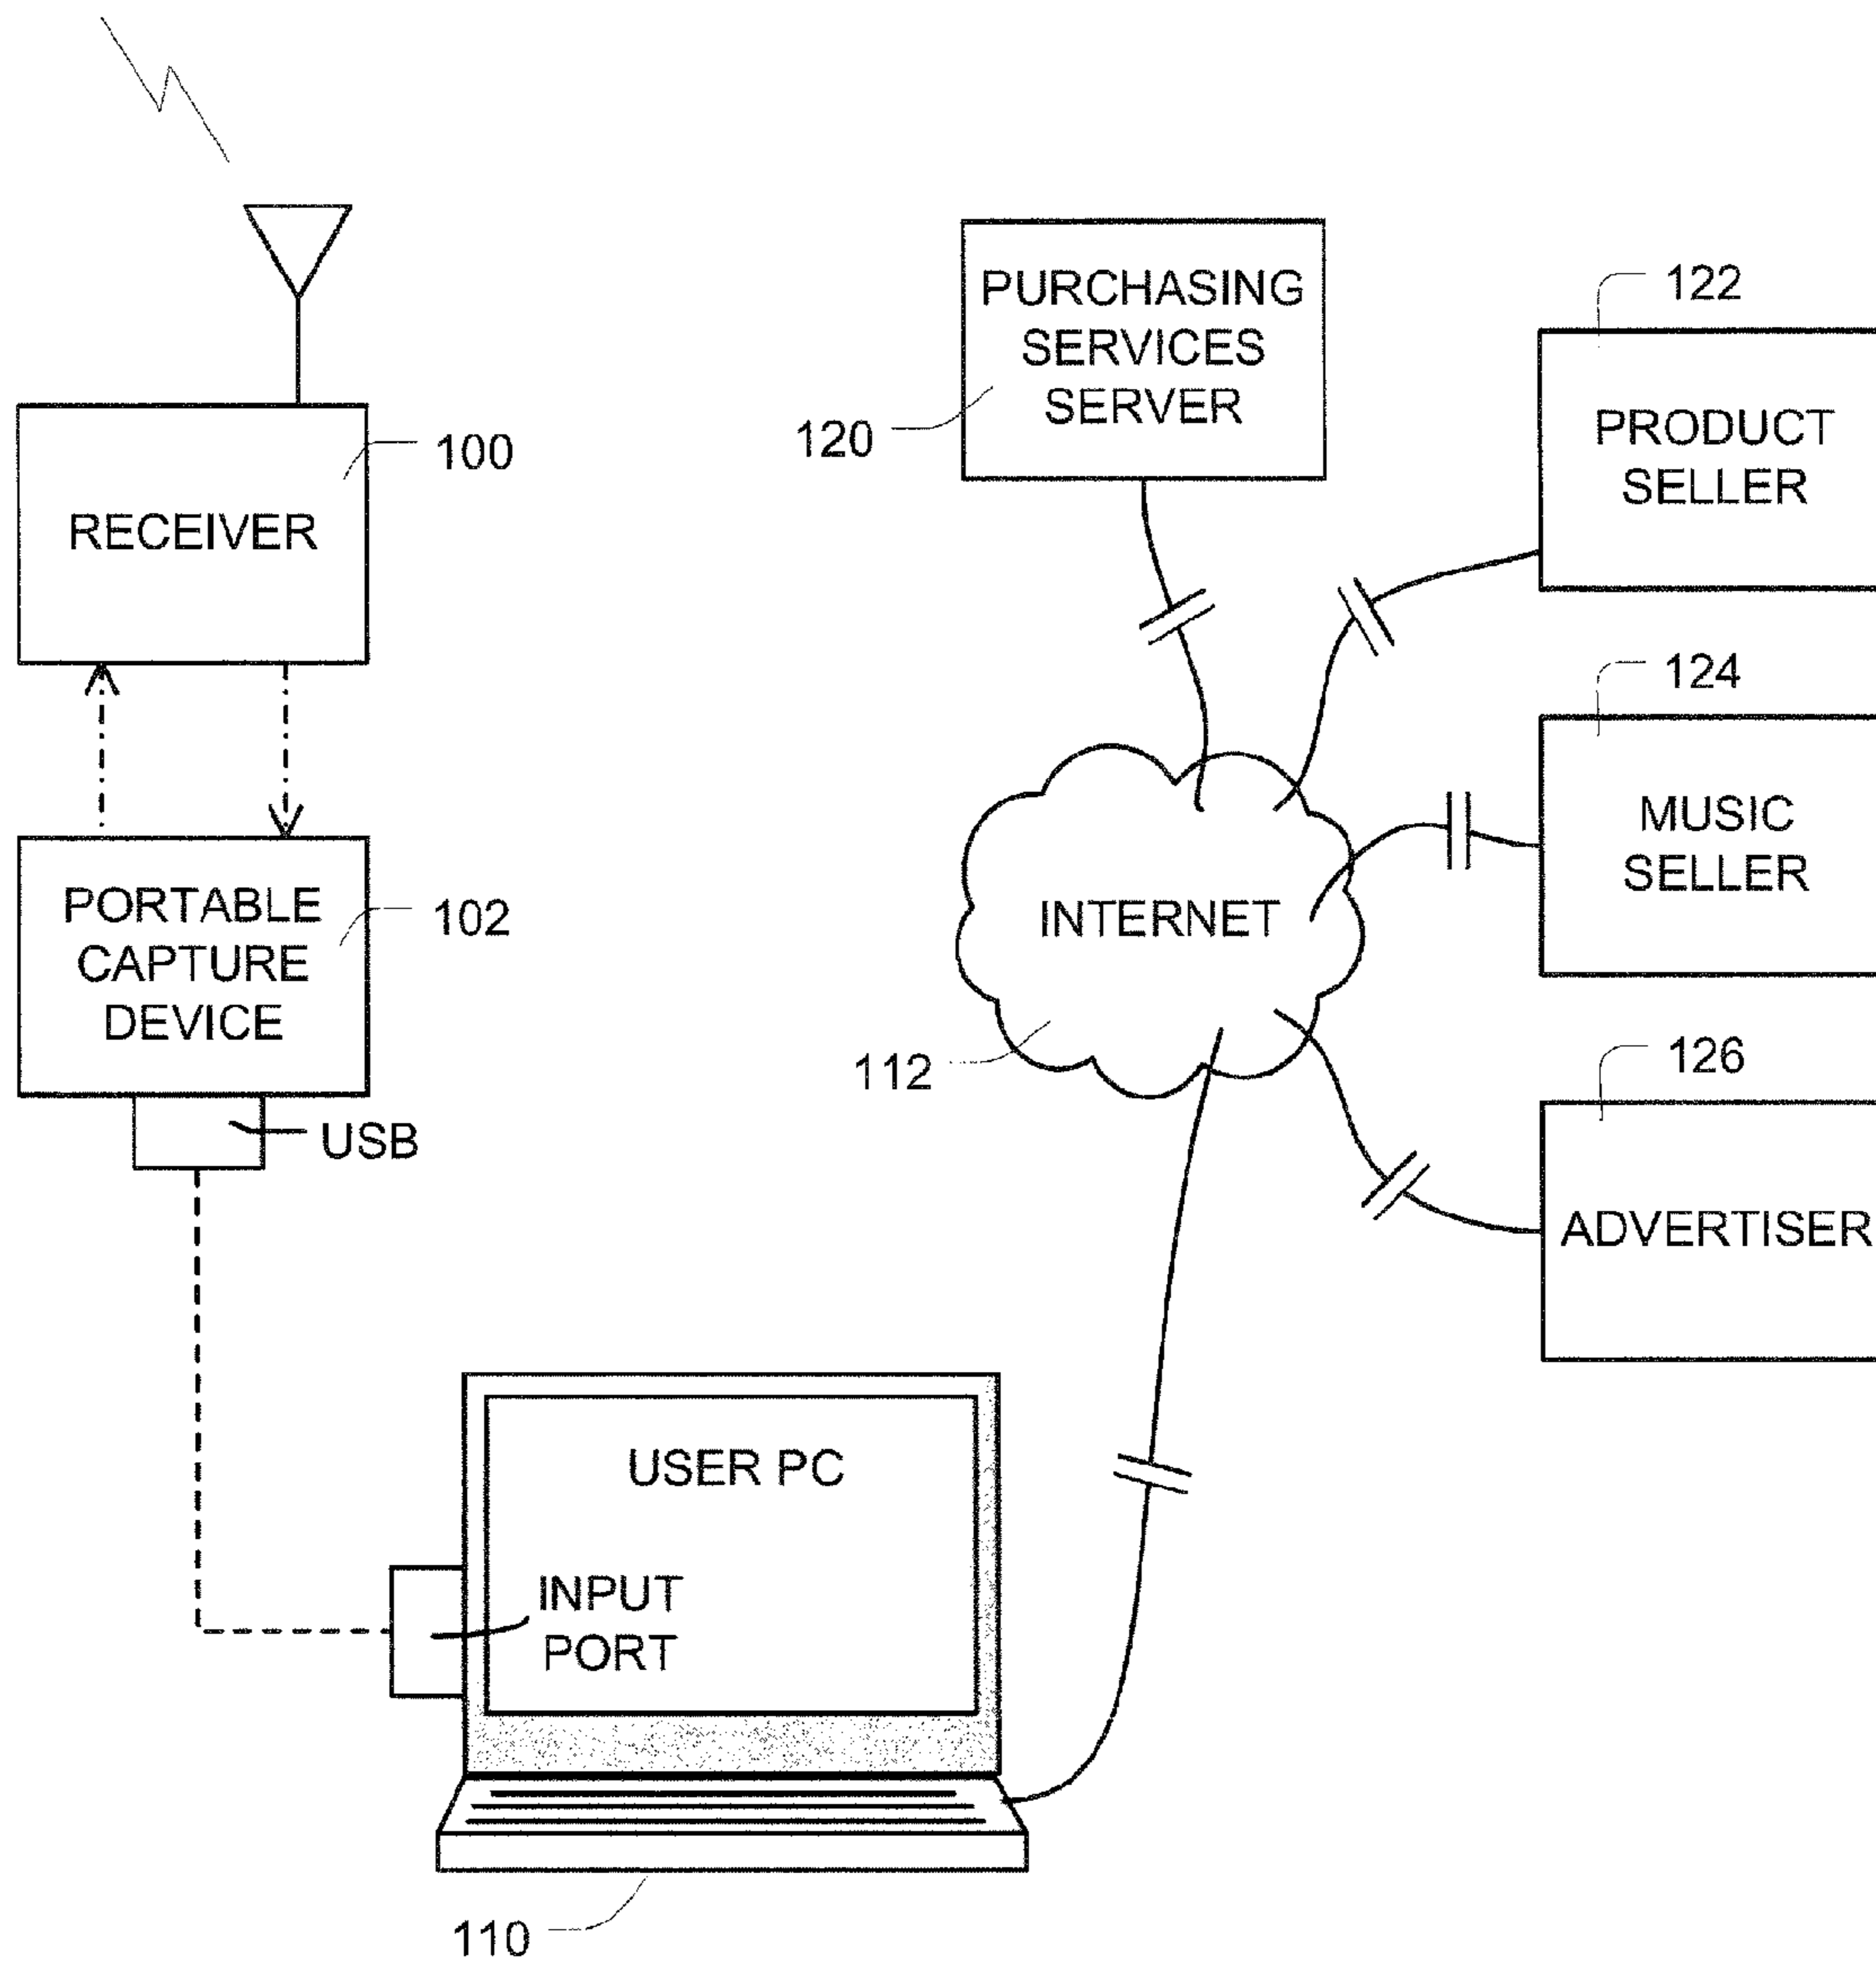 PURCHASING
SERVICES
SERVER
120
122
PRODUCT
SELLER
100
RECEIVER
124
MUSIC
SELLER
PORTABLE
CAPTURE
DEVICE
102
INTERNET
112
126
ADVERTISER
USB
USER PC
INPUT
PORT
110